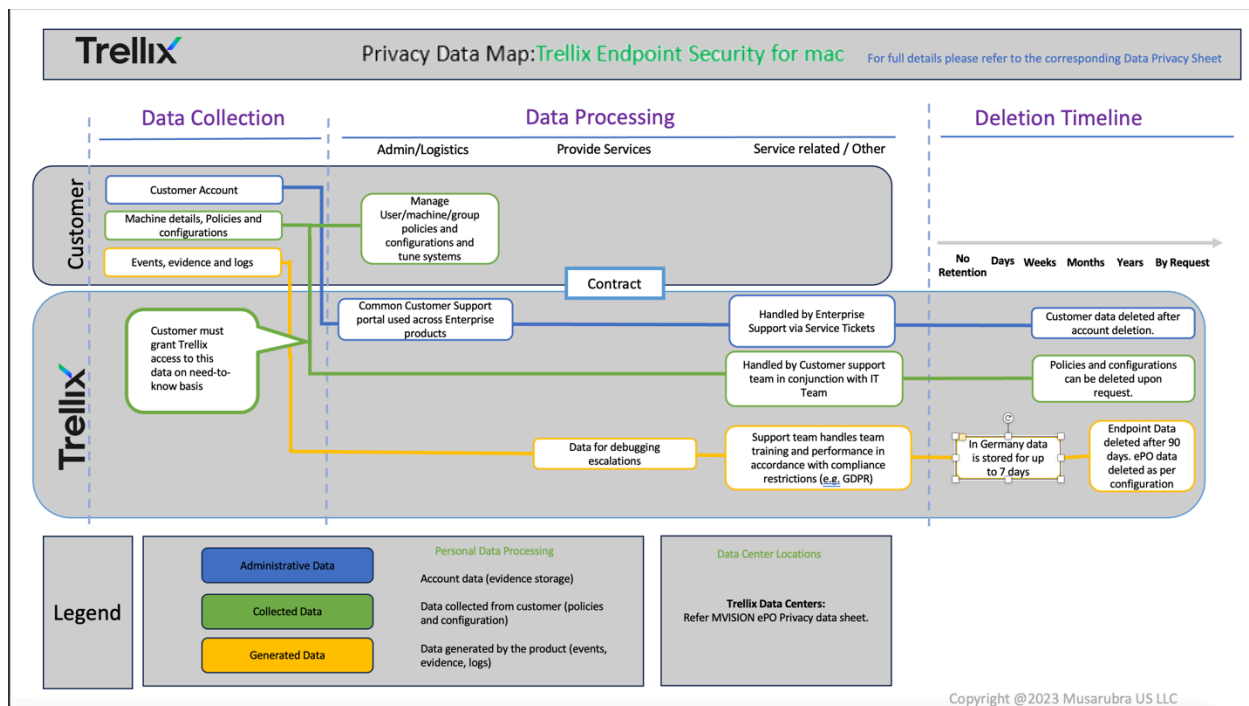 Trellix
Privacy Data Map:Trellix Endpoint Security for mac
For full details please refer to the corresponding Data Privacy Sheet
Data Collection
Data Processing
Deletion Timeline
Admin/Logistics
Provide Services
Service related / Other
Customer
Customer Account
Machine details, Policies and
configurations
Events, evidence and logs
Manage
User/machine/group
policies and
configurations and
tune systems
No
Retention
Days
Weeks
Months
Years
By Request
Contract
Trellix
Customer must
grant Trellix
access to this
data on need-to-
know basis
Common Customer Support
portal used across Enterprise
products
Handled by Enterprise
Support via Service Tickets
Customer data deleted after
account deletion.
Handled by Customer support
team in conjunction with IT
Team
Policies and configurations
can be deleted upon
request.
Data for debugging
escalations
Support team handles team
training and performance in
accordance with compliance
restrictions (e.g. GDPR)
In Germany data
is stored for up
to 7 days
Endpoint Data
deleted after 90
days. ePO data
deleted as per
configuration
Legend
Administrative Data
Collected Data
Generated Data
Personal Data Processing
Account data (evidence storage)
Data collected from customer (policies
and configuration)
Data generated by the product (events,
evidence, logs)
Data Center Locations
Trellix Data Centers:
Refer MVISION ePO Privacy data sheet.
Copyright @2023 Musarubra US LLC